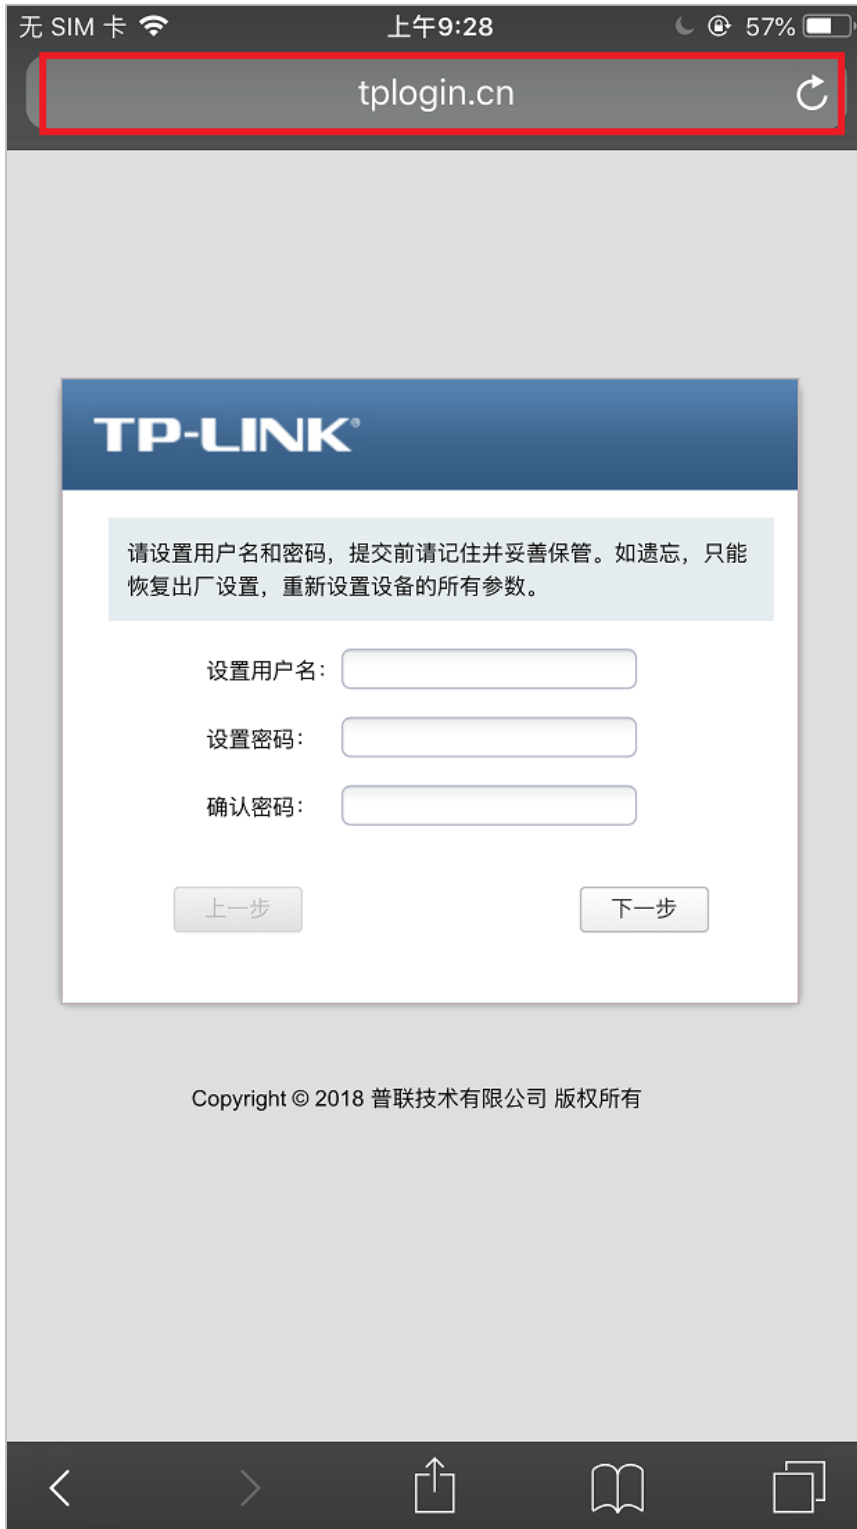 无 SIM 卡 上午9:28 57%
tplogin.cn
TP-LINK®
请设置用户名和密码，提交前请记住并妥善保管。如遗忘，只能
恢复出厂设置，重新设置设备的所有参数。
设置用户名：
设置密码：
确认密码：
上一步 下一步
Copyright © 2018 普联技术有限公司 版权所有